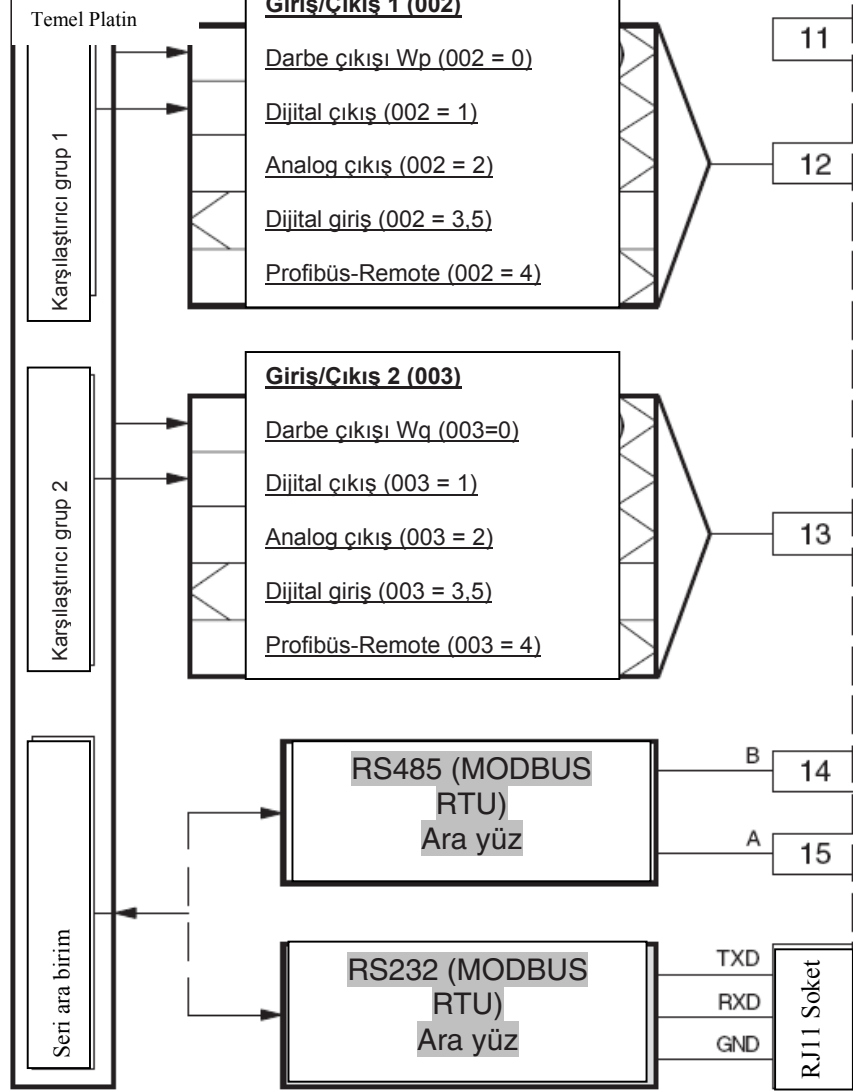 Temel Platin
Giriş/Çıkış 1 (002)
Darbe çıkışı Wp (002 = 0)
Dijital çıkış (002 = 1)
Analog çıkış (002 = 2)
Dijital giriş (002 = 3,5)
Profibüs-Remote (002 = 4)
Karşılaştırıcı grup 1
11
12
Giriş/Çıkış 2 (003)
Darbe çıkışı Wq (003=0)
Dijital çıkış (003 = 1)
Analog çıkış (003 = 2)
Dijital giriş (003 = 3,5)
Profibüs-Remote (003 = 4)
Karşılaştırıcı grup 2
13
Seri ara birim
RS485 (MODBUS
RTU)
Ara yüz
B
14
A
15
RS232 (MODBUS
RTU)
Ara yüz
TXD
RXD
GND
RJ11 Soket